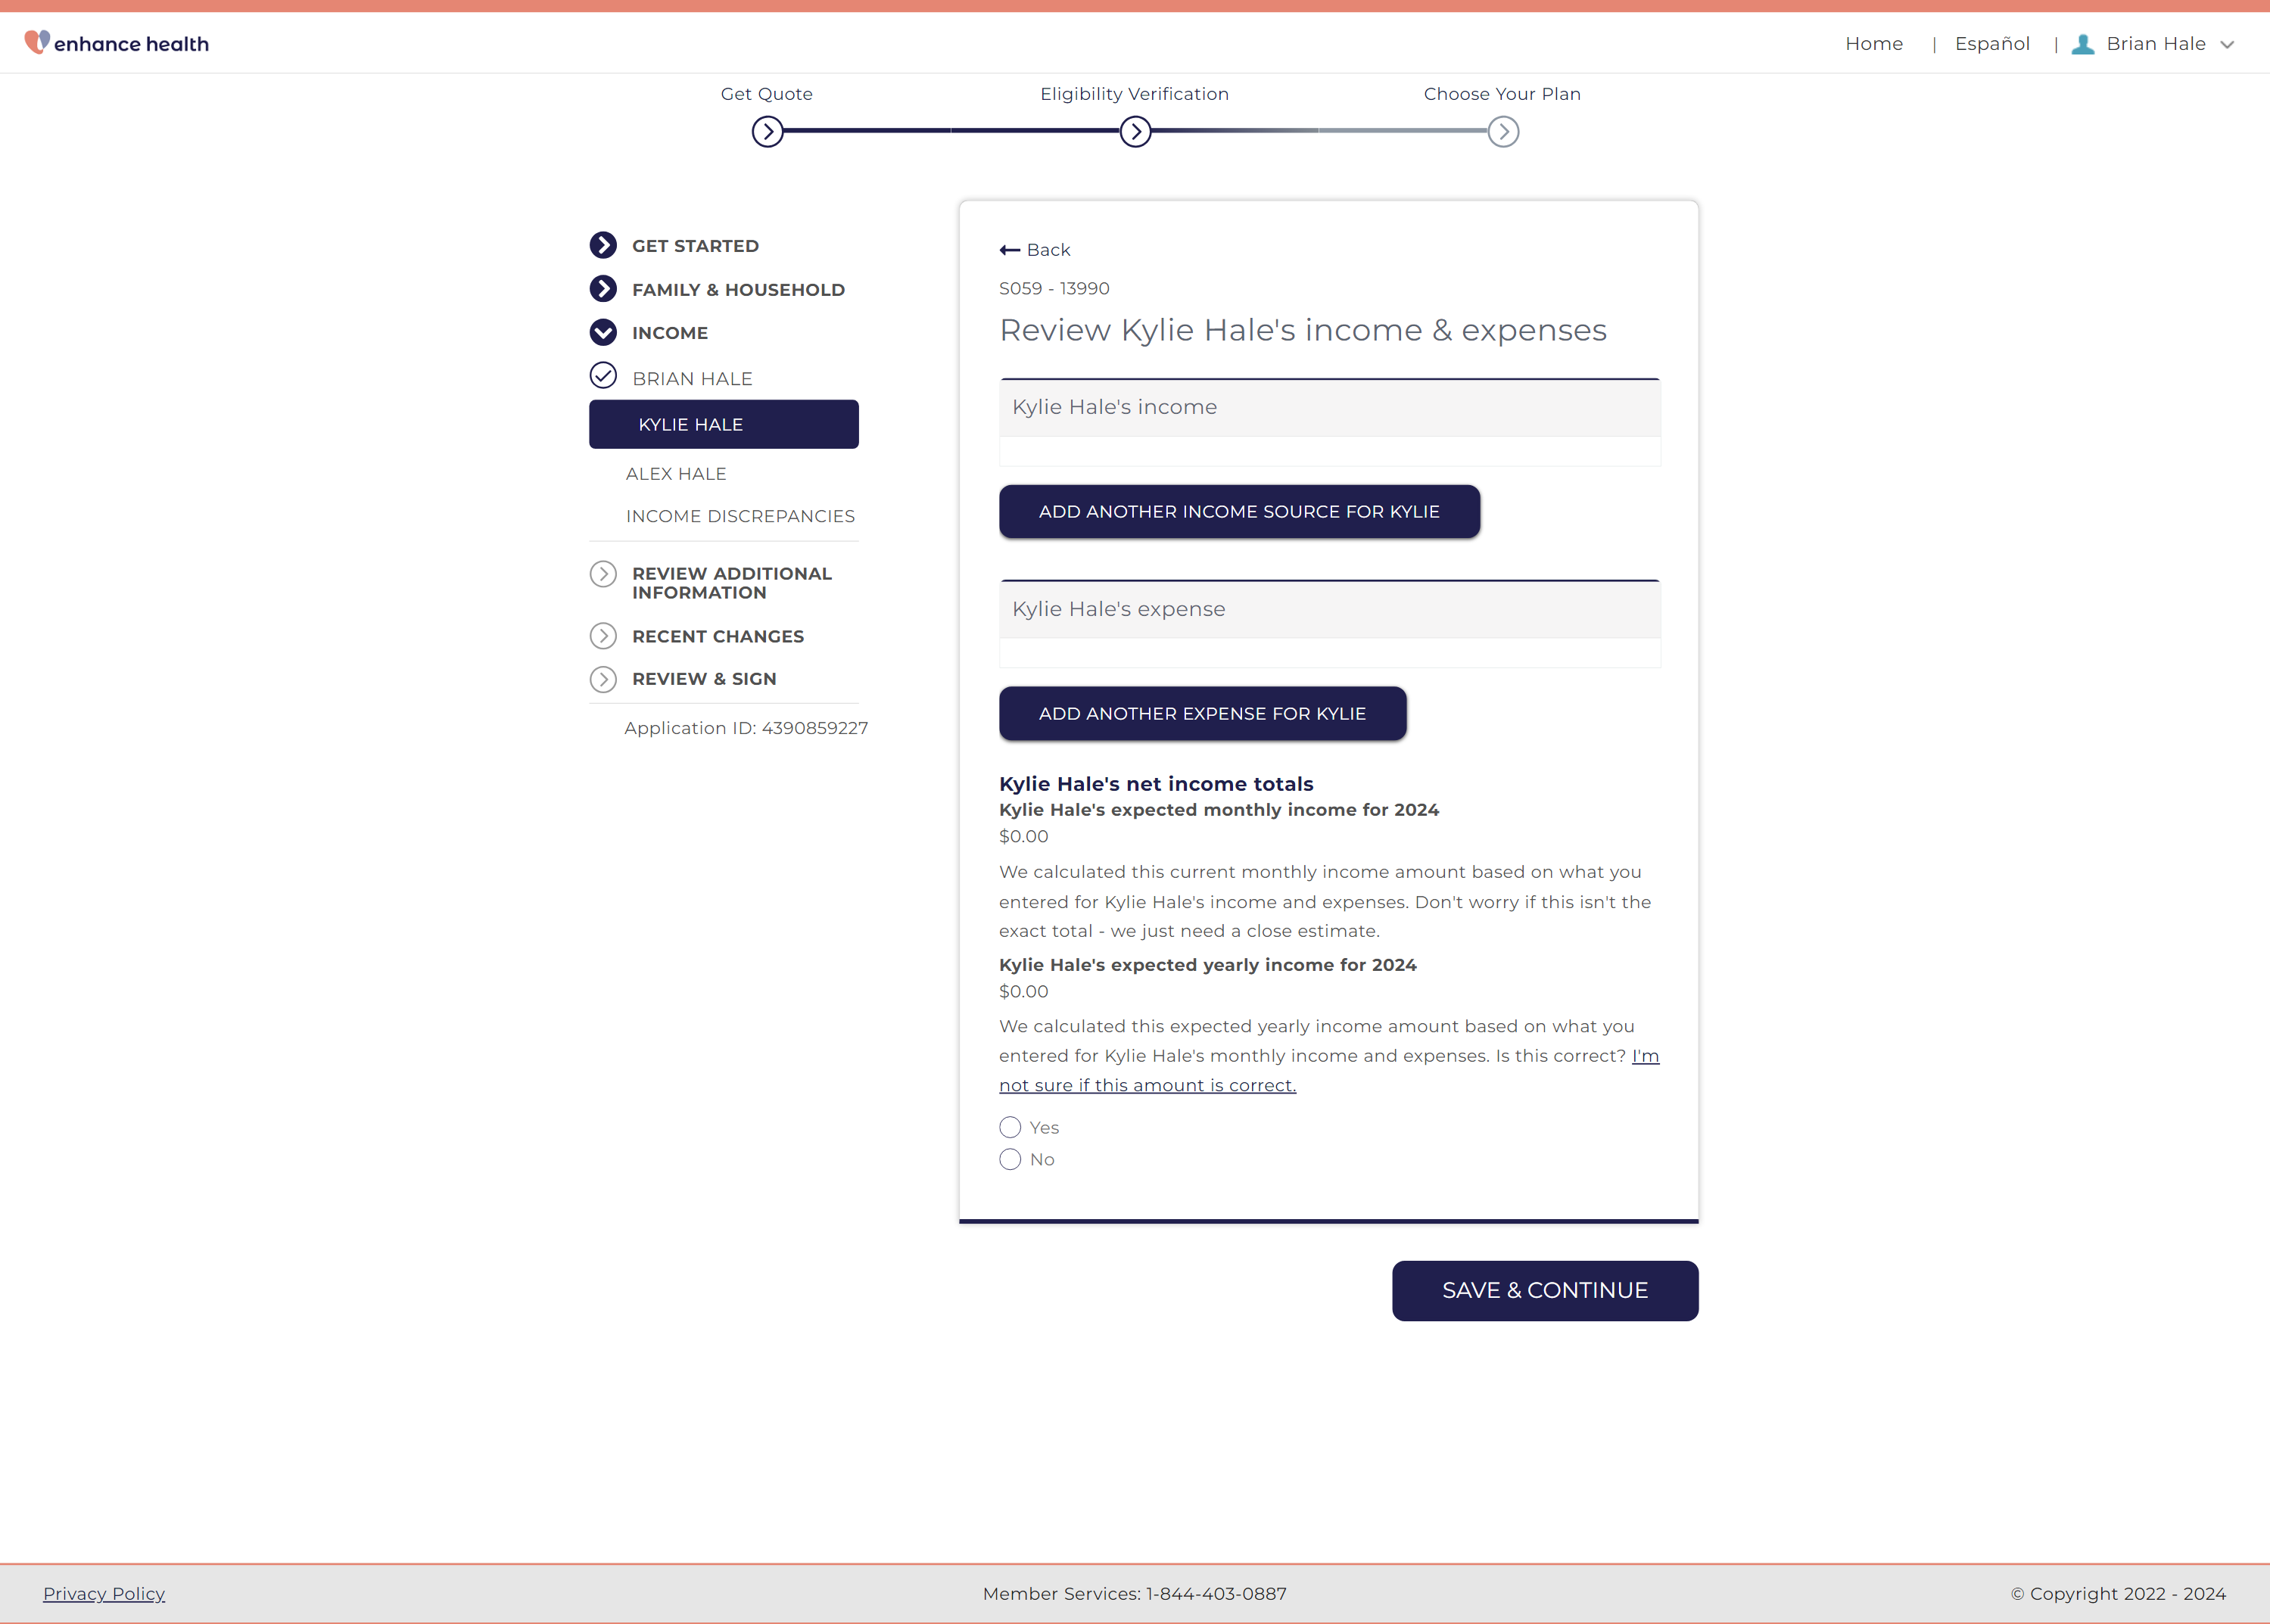 enhance health
Home | Español | Brian Hale
Get Quote
Eligibility Verification
Choose Your Plan
GET STARTED
FAMILY & HOUSEHOLD
INCOME
BRIAN HALE
KYLIE HALE
ALEX HALE
INCOME DISCREPANCIES
REVIEW ADDITIONAL
INFORMATION
RECENT CHANGES
REVIEW & SIGN
Application ID: 4390859227
Back
S059 - 13990
Review Kylie Hale's income & expenses
Kylie Hale's income
ADD ANOTHER INCOME SOURCE FOR KYLIE
Kylie Hale's expense
ADD ANOTHER EXPENSE FOR KYLIE
Kylie Hale's net income totals
Kylie Hale's expected monthly income for 2024
$0.00
We calculated this current monthly income amount based on what you
entered for Kylie Hale's income and expenses. Don't worry if this isn't the
exact total - we just need a close estimate.
Kylie Hale's expected yearly income for 2024
$0.00
We calculated this expected yearly income amount based on what you
entered for Kylie Hale's monthly income and expenses. Is this correct? I'm
not sure if this amount is correct.
Yes
No
SAVE & CONTINUE
Privacy Policy
Member Services: 1-844-403-0887
© Copyright 2022 - 2024